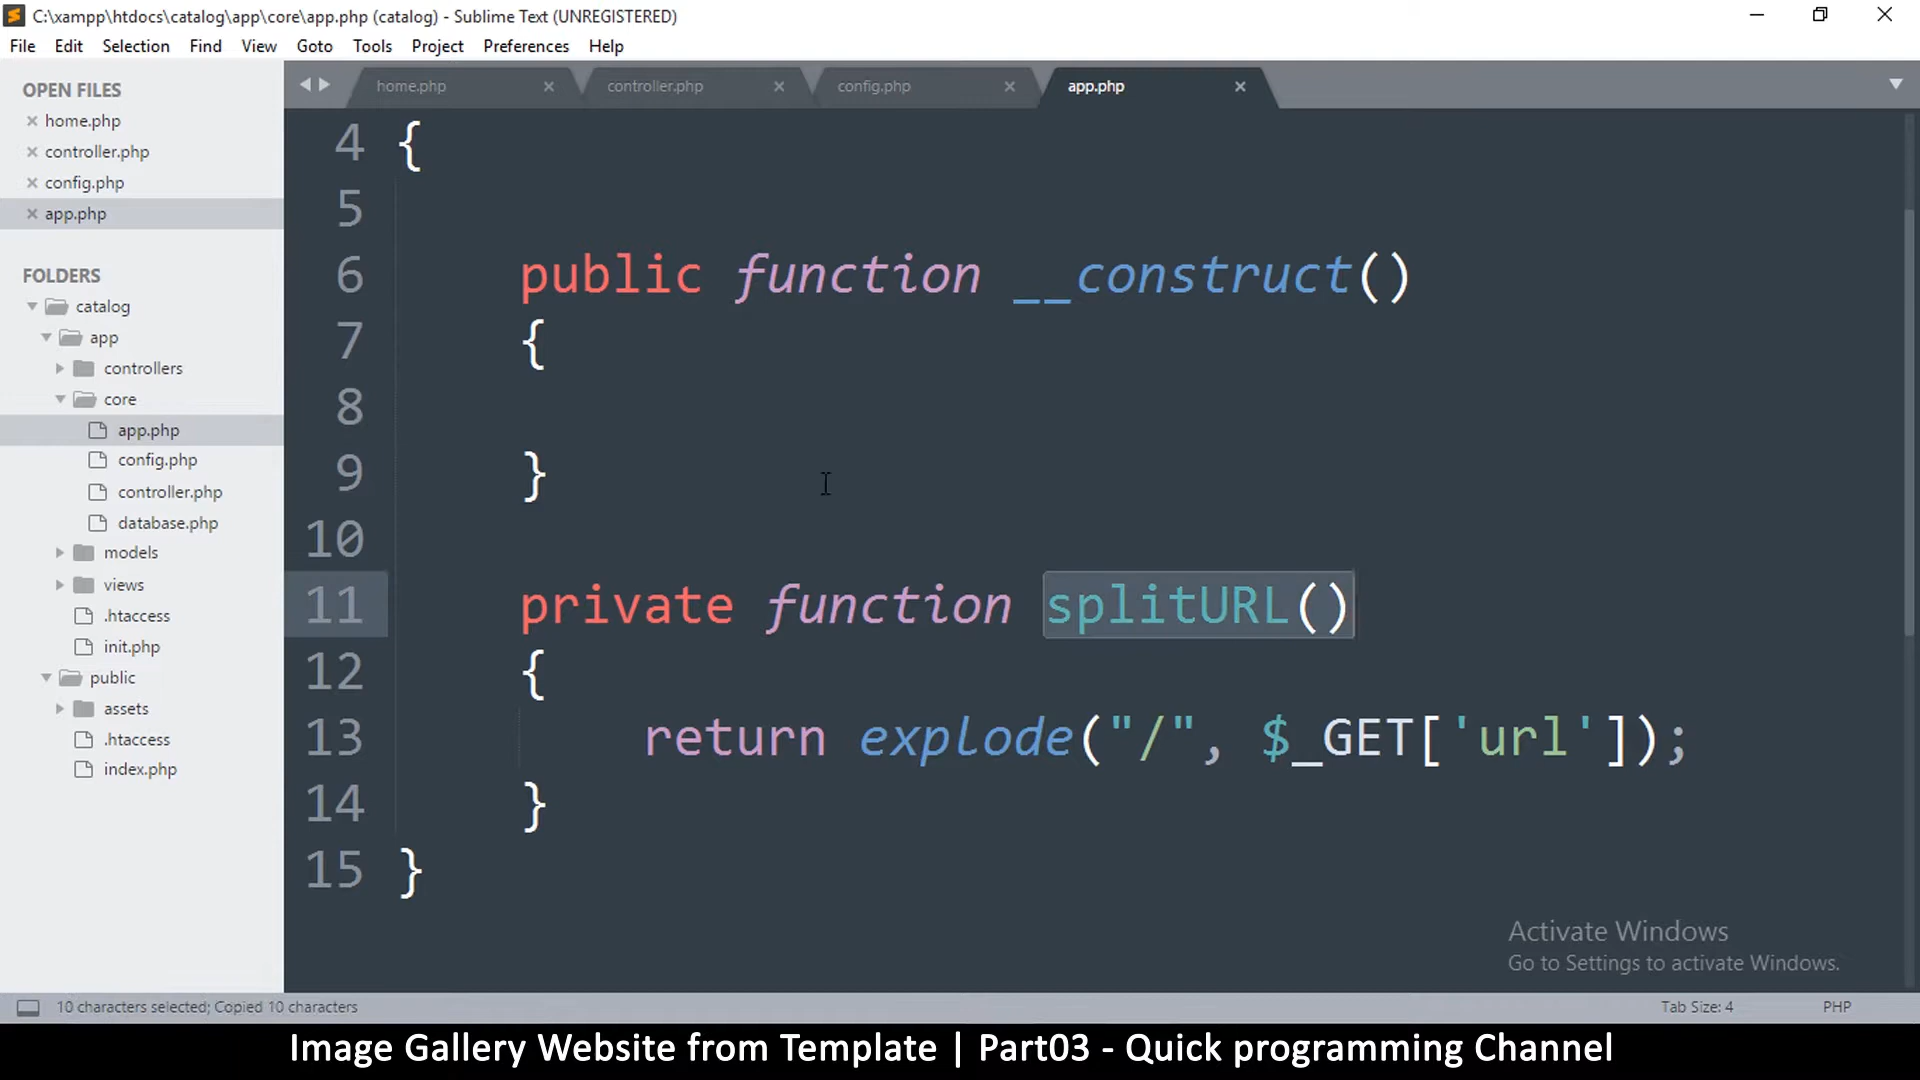 C:\xampp\htdocs\catalog\app\core\app.php (catalog) - Sublime Text (UNREGISTERED)
File Edit Selection Find View Goto Tools Project Preferences Help
OPEN FILES
home.php
controller.php
config.php
app.php
FOLDERS
catalog
app
controllers
core
app.php
config.php
controller.php
database.php
models
views
.htaccess
init.php
public
assets
.htaccess
index.php
home.php controller.php config.php app.php
4 {
5
6 public function __construct()
7 {
8
9 }
10
11 private function splitURL()
12 {
13 return explode("/", $_GET['url']);
14 }
15 }
Activate Windows
Go to Settings to activate Windows.
10 characters selected; Copied 10 characters
Tab Size: 4 PHP
Image Gallery Website from Template | Part03 - Quick programming Channel